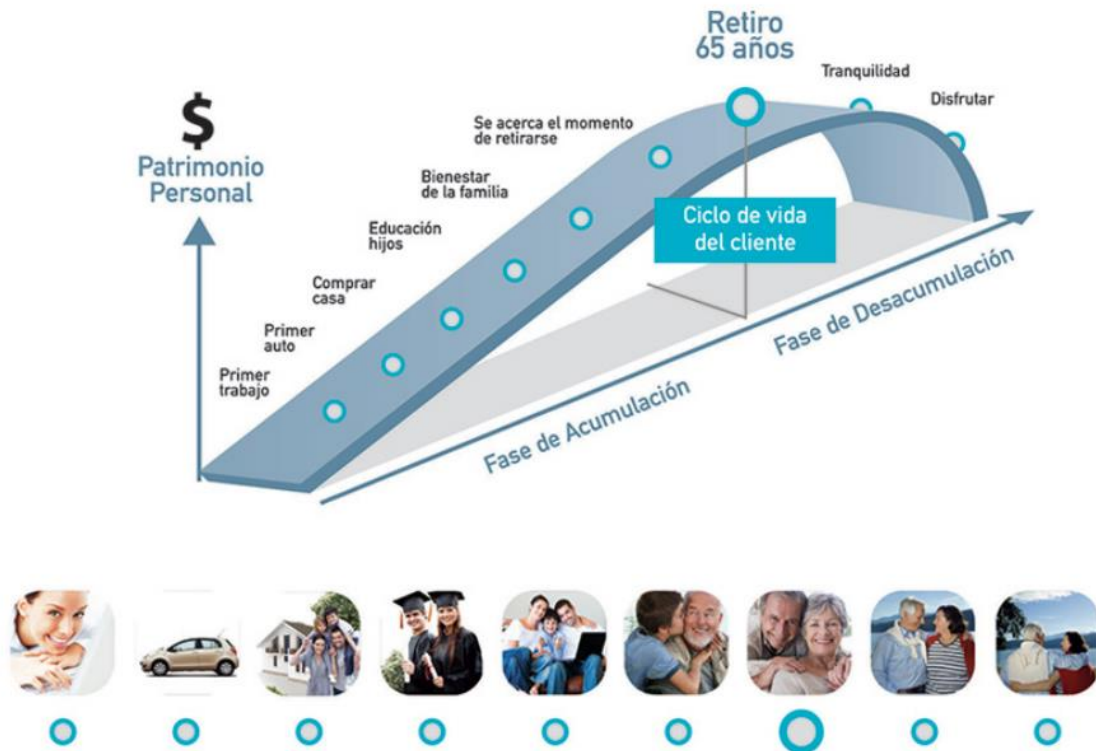 Retiro
65 años
Tranquilidad
Disfrutar
$
Patrimonio
Personal
Se acerca el momento
de retirarse
Bienestar
de la familia
Educación
hijos
Comprar
casa
Primer
auto
Primer
trabajo
Ciclo de vida
del cliente
Fase de Acumulación
Fase de Desacumulación